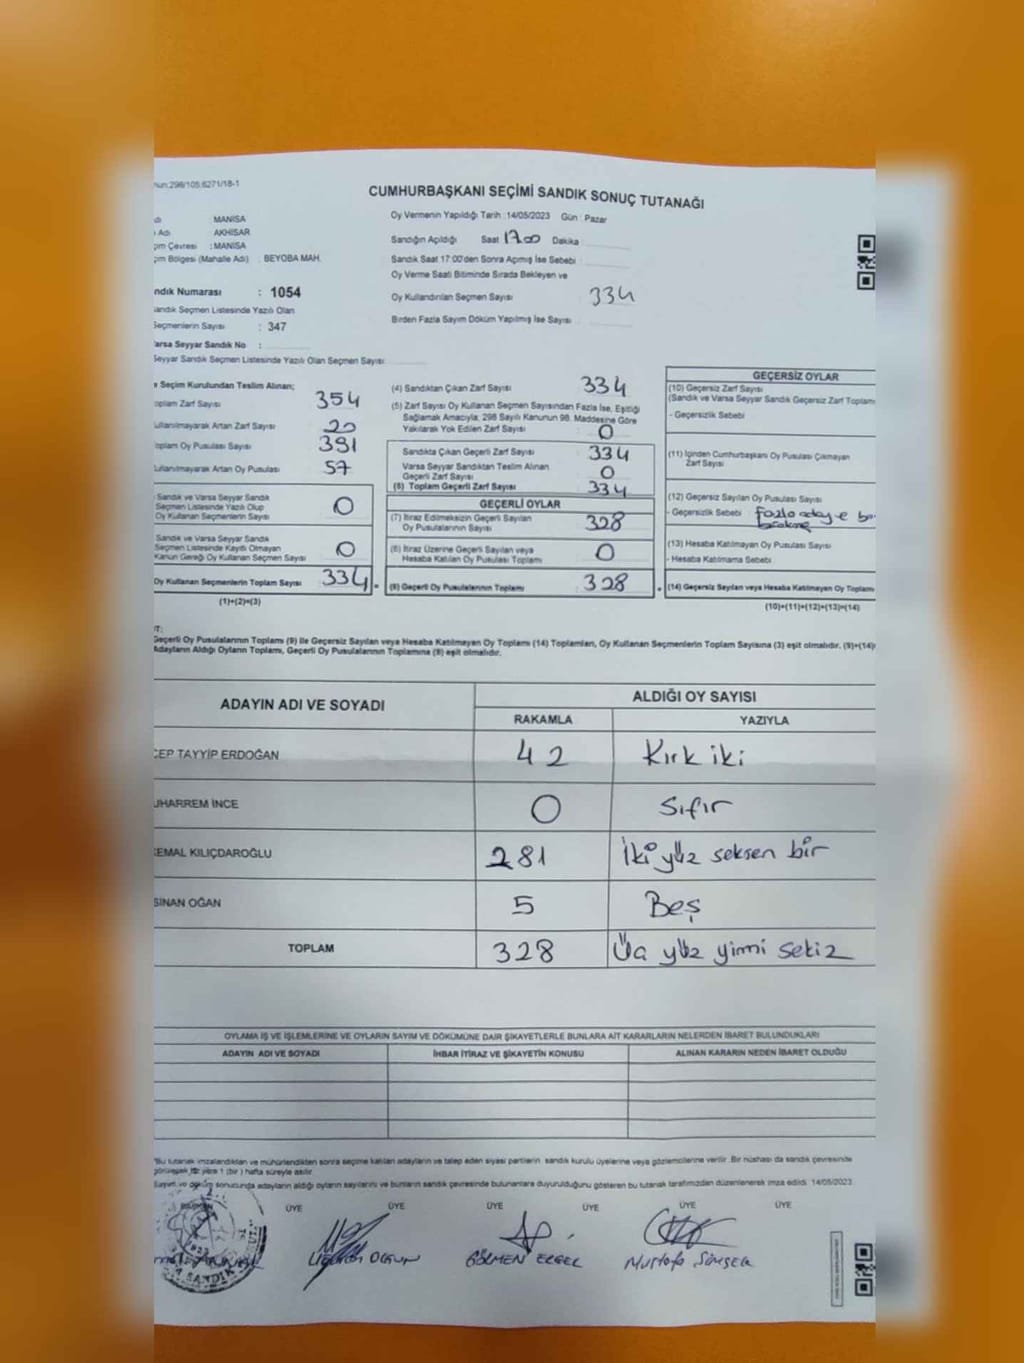 nun:298/105;6271/18-1
CUMHURBAŞKANI SEÇİMİ SANDIK SONUÇ TUTANAĞI
Oy Vermenin Yapıldığı Tarih : 14/05/2023 Gün : Pazar
dı : MANİSA
Adı : AKHİSAR
çim Çevresi : MANİSA
çim Bölgesi (Mahalle Adı) : BEYOBA MAH.
Sandığın Açıldığı Saat 17.00 Dakika :
Sandık Saat 17:00'den Sonra Açılmış İse Sebebi :
Oy Verme Saati Bitiminde Sırada Bekleyen ve
Oy Kullandırılan Seçmen Sayısı : 334
Birden Fazla Sayım Döküm Yapılmış İse Sayısı :
ndık Numarası : 1054
andık Seçmen Listesinde Yazılı Olan
Seçmenlerin Sayısı : 347
Varsa Seyyar Sandık No :
Seyyar Sandık Seçmen Listesinde Yazılı Olan Seçmen Sayısı:
e Seçim Kurulundan Teslim Alınan;
oplam Zarf Sayısı 354
ullanılmayarak Artan Zarf Sayısı 20
oplam Oy Pusulası Sayısı 391
ullanılmayarak Artan Oy Pusulası 57
Sandık ve Varsa Seyyar Sandık
Seçmen Listesinde Yazılı Olup
Oy Kullanan Seçmenlerin Sayısı 0
Sandık ve Varsa Seyyar Sandık
Seçmen Listesinde Kayıtlı Olmayan
Kanun Gereği Oy Kullanan Seçmen Sayısı 0
Oy Kullanan Seçmenlerin Toplam Sayısı 334 =
(1)+(2)=(3)
(4) Sandıktan Çıkan Zarf Sayısı 334
(5) Zarf Sayısı Oy Kullanan Seçmen Sayısından Fazla İse, Eşitliği
Sağlamak Amacıyla, 298 Sayılı Kanunun 98. Maddesine Göre
Yakılarak Yok Edilen Zarf Sayısı 0
Sandıkta Çıkan Geçerli Zarf Sayısı 334
Varsa Seyyar Sandıktan Teslim Alınan
Geçerli Zarf Sayısı 0
(6) Toplam Geçerli Zarf Sayısı 334
GEÇERLİ OYLAR
(7) İtiraz Edilmeksizin Geçerli Sayılan
Oy Pusulalarının Sayısı 328
(8) İtiraz Üzerine Geçerli Sayılan veya
Hesaba Katılan Oy Pusulası Toplamı 0
(9) Geçerli Oy Pusulalarının Toplamı 328
GEÇERSİZ OYLAR
(10) Geçersiz Zarf Sayısı
(Sandık ve Varsa Seyyar Sandık Geçersiz Zarf Toplam
- Geçersizlik Sebebi
(11) İçinden Cumhurbaşkanı Oy Pusulası Çıkmayan
Zarf Sayısı
(12) Geçersiz Sayılan Oy Pusulası Sayısı
- Geçersizlik Sebebi fazla aday e ba
(13) Hesaba Katılmayan Oy Pusulası Sayısı
- Hesaba Katılmama Sebebi
(14) Geçersiz Sayılan veya Hesaba Katılmayan Oy Toplam
(10)+(11)+(12)+(13)=(14)
T:
Geçerli Oy Pusulalarının Toplamı (9) ile Geçersiz Sayılan veya Hesaba Katılmayan Oy Toplamı (14) Toplamları, Oy Kullanan Seçmenlerin Toplam Sayısına (3) eşit olmalıdır. (9)+(14)
Adayların Aldığı Oyların Toplamı, Geçerli Oy Pusulalarının Toplamına (9) eşit olmalıdır.
ADAYIN ADI VE SOYADI ALDIĞI OY SAYISI
RAKAMLA YAZIYLA
CEP TAYYİP ERDOĞAN 42 Kırk iki
UHARREM İNCE 0 Sıfır
KEMAL KILIÇDAROĞLU 281 İki yüz seksen bir
SİNAN OĞAN 5 Beş
TOPLAM 328 Üç yüz yirmi sekiz
OYLAMA İŞ VE İŞLEMLERİNE VE OYLARIN SAYIM VE DÖKÜMÜNE DAİR ŞİKAYETLERLE BUNLARA AİT KARARLARIN NELERDEN İBARET BULUNDUKLARI
ADAYIN ADI VE SOYADI İHBAR İTİRAZ VE ŞİKAYETİN KONUSU ALINAN KARARIN NEDEN İBARET OLDUĞU
Bu tutanak imzalandıktan ve mühürlendikten sonra seçime katılan adayların ve talep eden siyasi partilerin, sandık kurulu üyelerine veya gözlemcilerine verilir. Bir nüshası da sandık çevresinde
görülecek bir yere 1 (bir) hafta süreyle asılır.
Sayım ve döküm sonucunda adayların aldığı oyların sayılarını ve bunların sandık çevresinde bulunanlara duyurulduğunu gösteren bu tutanak tarafımızdan düzenlenerek imza edildi. 14/05/2023
ÜYE ÜYE ÜYE ÜYE ÜYE ÜYE
GÖKMEN ERGEL Mustafa Şimşek
SANDIK